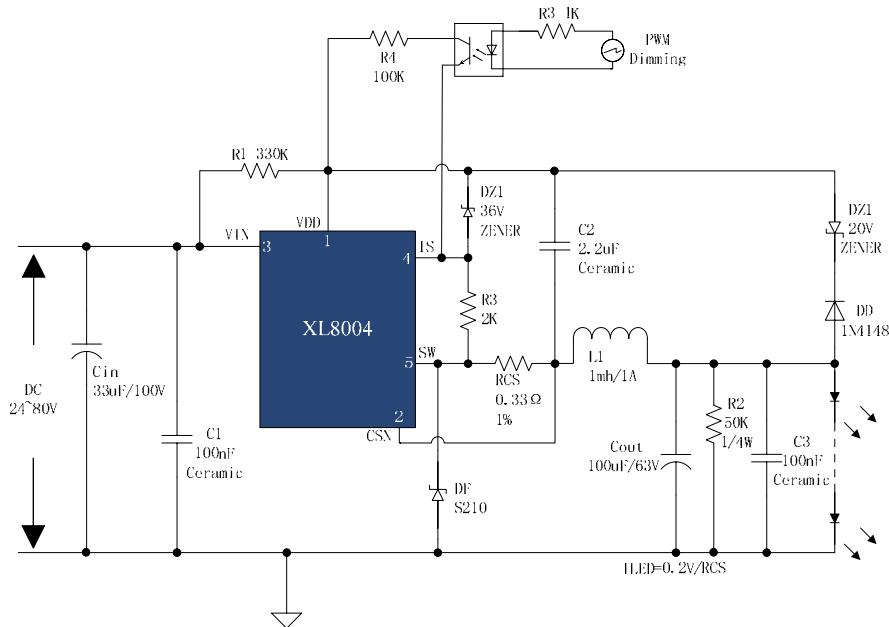 R3 1K
R4
100K
PWM
Dimming
R1 330K
VIN
VDD
3
1
4
IS
XL8004
5
SW
2
CSN
DZ1
36V
ZENER
R3
2K
C2
2.2uF
Ceramic
DZ1
20V
ZENER
DD
1N4148
RCS
0.33Ω
1%
L1
1mh/1A
DC
24~80V
Cin
33uF/100V
C1
100nF
Ceramic
DF
S210
Cout
100uF/63V
R2
50K
1/4W
C3
100nF
Ceramic
ILED=0.2V/RCS